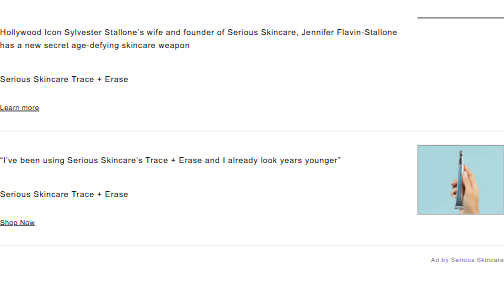 Hollywood Icon Sylvester Stallone's wife and founder of Serious Skincare, Jennifer Flavin-Stallone
has a new secret age-defying skincare weapon
Serious Skincare Trace + Erase
Learn more
"I've been using Serious Skincare's Trace + Erase and I already look years younger"
Serious Skincare Trace + Erase
Shop Now
Ad by Serious Skincare